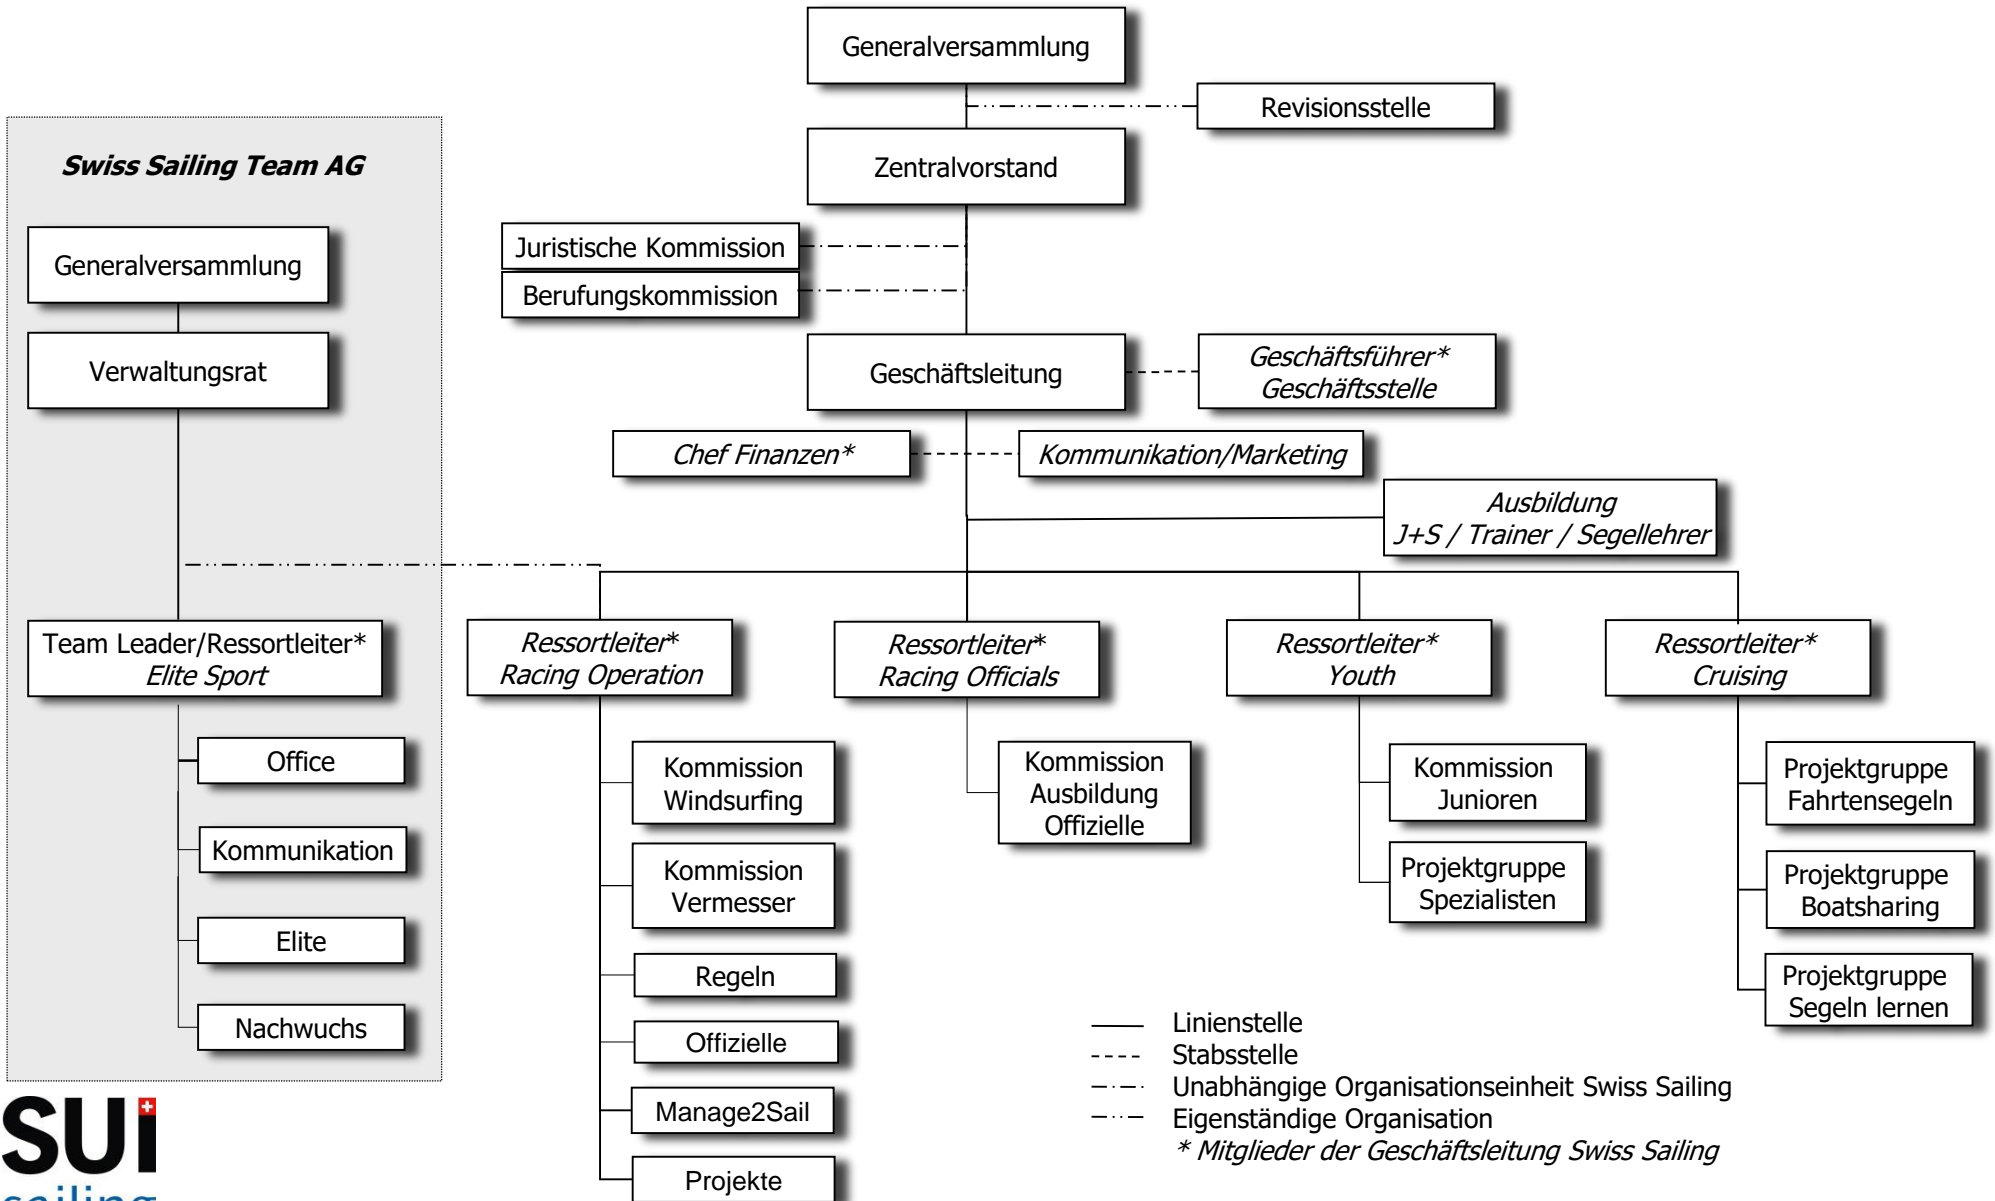 Generalversammlung
Revisionsstelle
Zentralvorstand
Juristische Kommission
Berufungskommission
Geschäftsleitung
Geschäftsführer*
Geschäftsstelle
Chef Finanzen*
Kommunikation/Marketing
Ausbildung
J+S / Trainer / Segellehrer
Swiss Sailing Team AG
Generalversammlung
Verwaltungsrat
Team Leader/Ressortleiter*
Elite Sport
Office
Kommunikation
Elite
Nachwuchs
Ressortleiter*
Racing Operation
Kommission
Windsurfing
Kommission
Vermesser
Regeln
Offizielle
Manage2Sail
Projekte
Ressortleiter*
Racing Officials
Kommission
Ausbildung
Offizielle
Ressortleiter*
Youth
Kommission
Junioren
Projektgruppe
Spezialisten
Ressortleiter*
Cruising
Projektgruppe
Fahrtensegeln
Projektgruppe
Boatsharing
Projektgruppe
Segeln lernen
Linienstelle
Stabsstelle
Unabhängige Organisationseinheit Swiss Sailing
Eigenständige Organisation
* Mitglieder der Geschäftsleitung Swiss Sailing
SUi
sailing